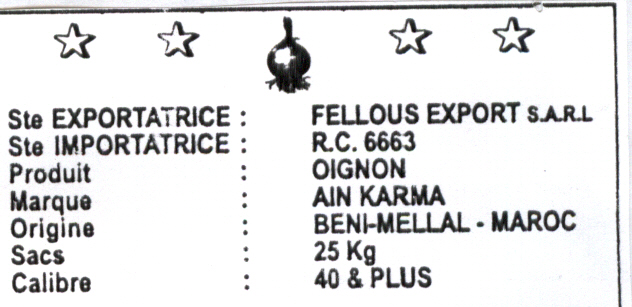 Ste EXPORTATRICE : FELLOUS EXPORT S.A.R.L
Ste IMPORTATRICE : R.C. 6663
Produit : OIGNON
Marque : AIN KARMA
Origine : BENI-MELLAL - MAROC
Sacs : 25 Kg
Calibre : 40 & PLUS